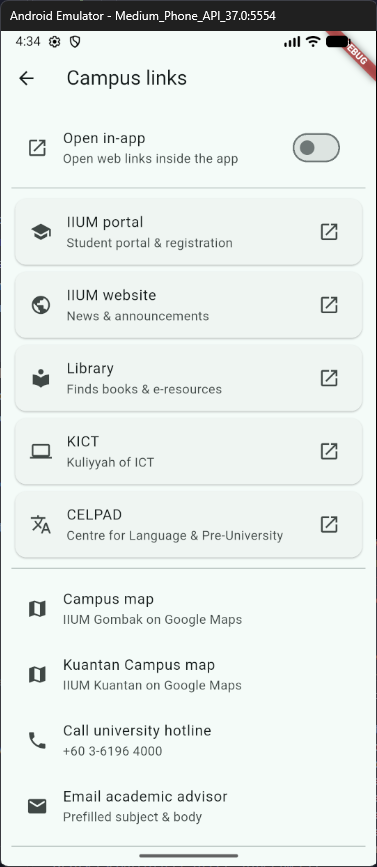 Android Emulator - Medium_Phone_API_37.0:5554
4:34
DEBUG
Campus links
Open in-app
Open web links inside the app
IIUM portal
Student portal & registration
IIUM website
News & announcements
Library
Finds books & e-resources
KICT
Kuliyyah of ICT
CELPAD
Centre for Language & Pre-University
Campus map
IIUM Gombak on Google Maps
Kuantan Campus map
IIUM Kuantan on Google Maps
Call university hotline
+60 3-6196 4000
Email academic advisor
Prefilled subject & body